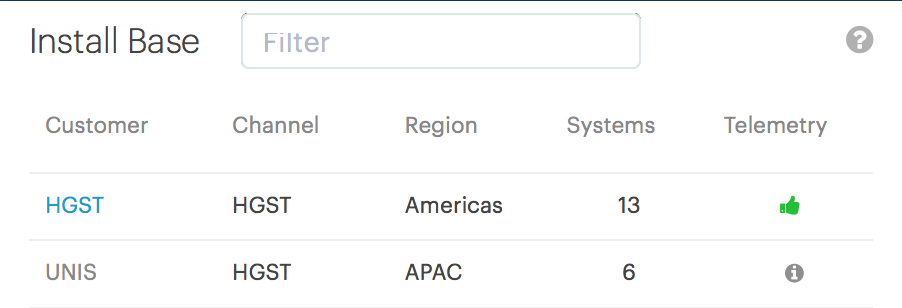 Install Base Filter ?
Customer Channel Region Systems Telemetry
HGST HGST Americas 13
UNIS HGST APAC 6